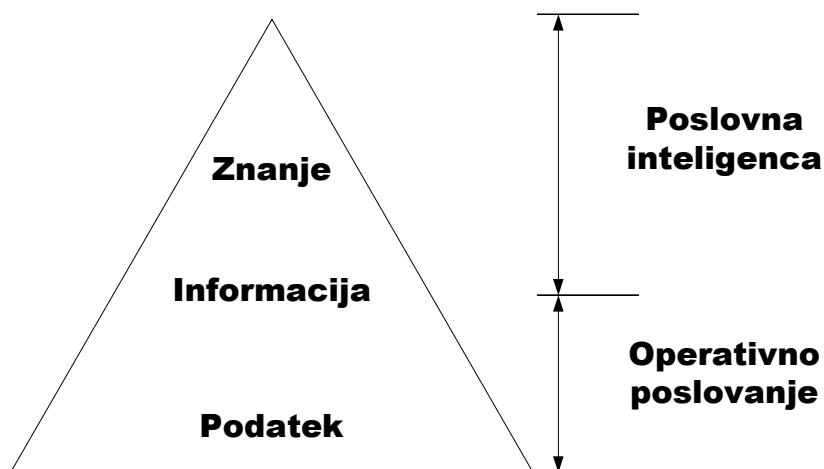 Znanje
Informacija
Podatek
Poslovna
inteligenca
Operativno
poslovanje